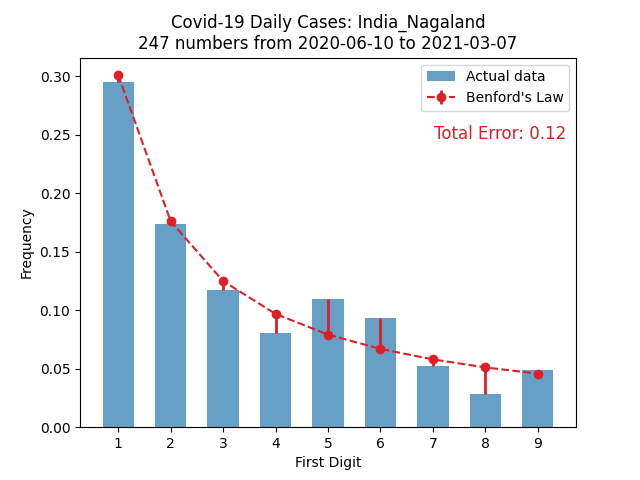 Covid-19 Daily Cases: India_Nagaland
247 numbers from 2020-06-10 to 2021-03-07
Actual data
Benford's Law
Total Error: 0.12
Frequency
0.30
0.25
0.20
0.15
0.10
0.05
0.00
1 2 3 4 5 6 7 8 9
First Digit